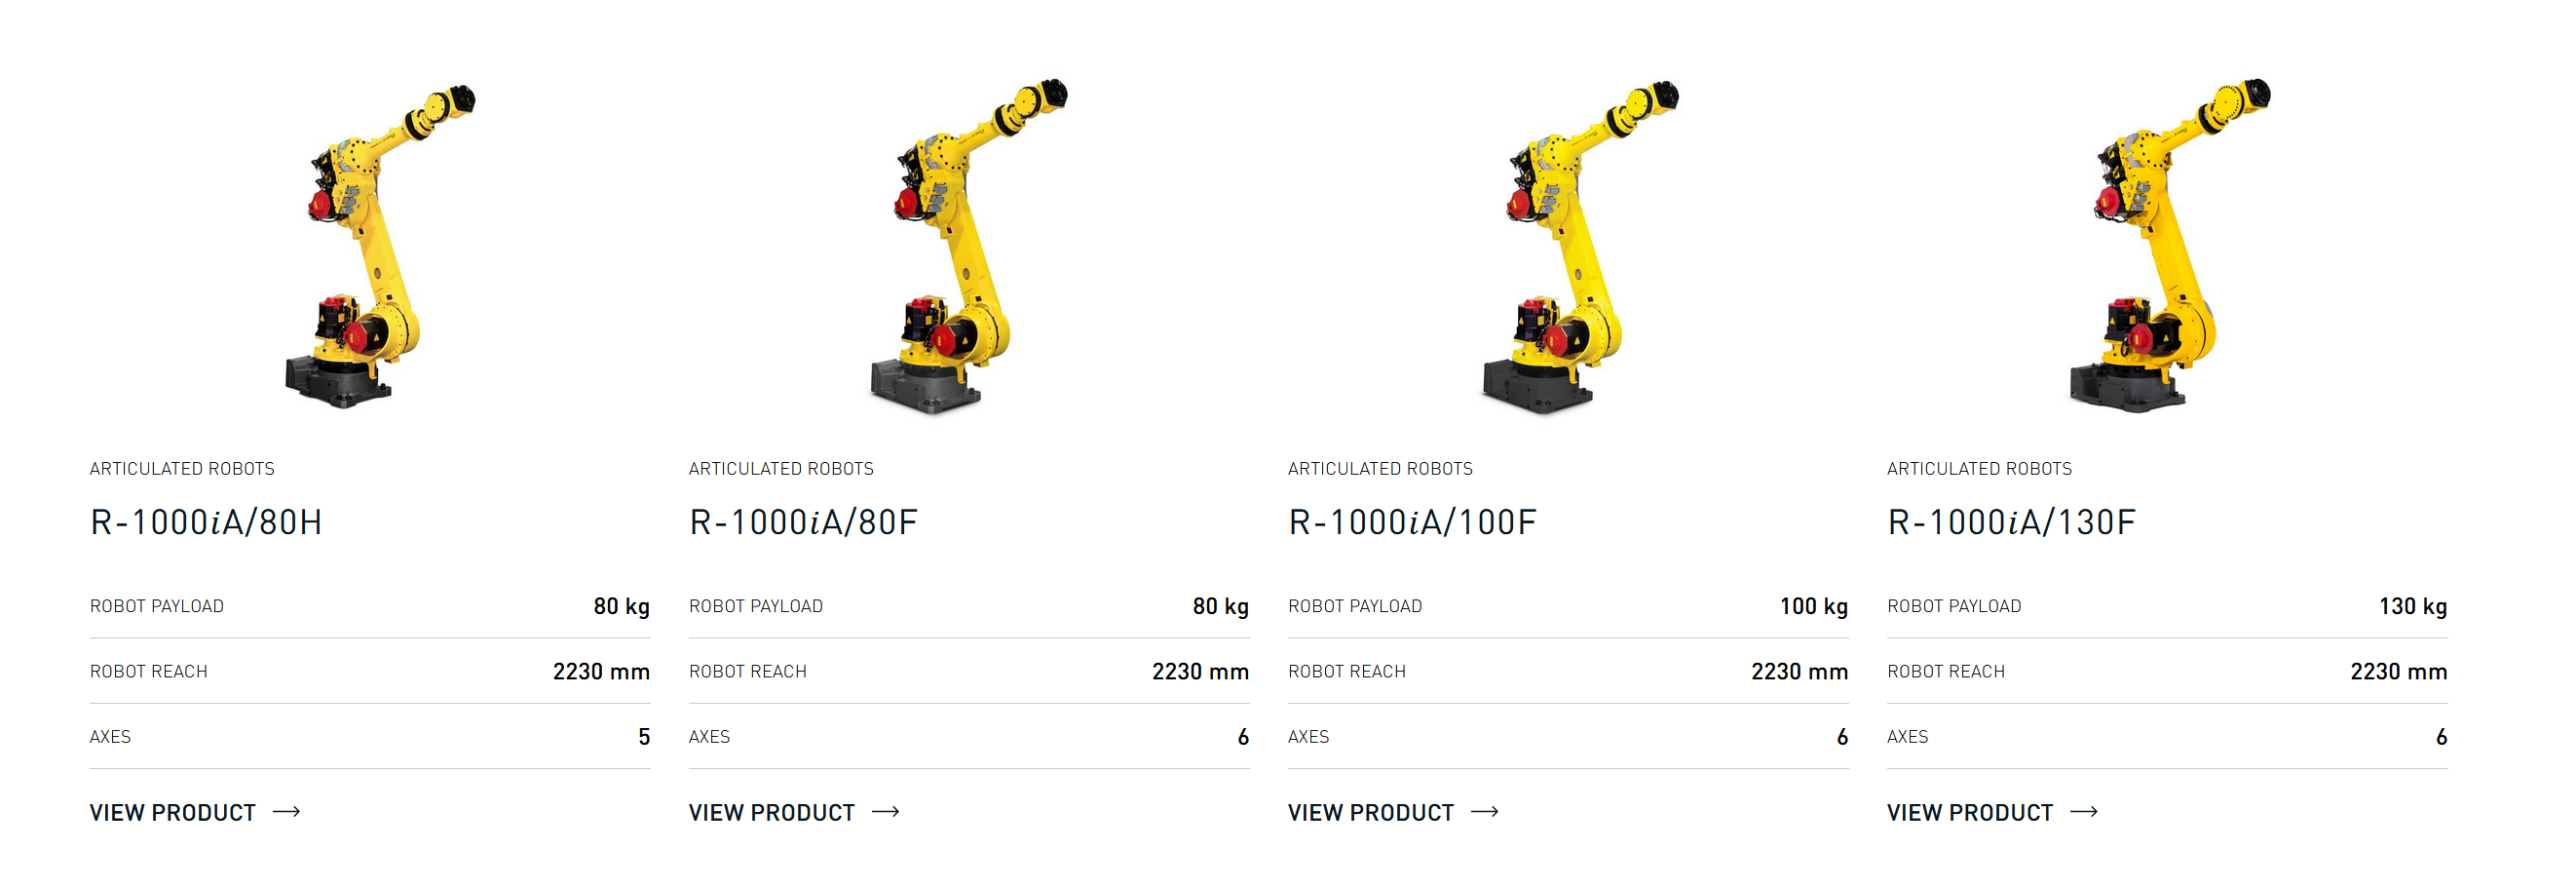 ARTICULATED ROBOTS
R-1000iA/80H
ROBOT PAYLOAD 80 kg
ROBOT REACH 2230 mm
AXES 5
VIEW PRODUCT →
ARTICULATED ROBOTS
R-1000iA/80F
ROBOT PAYLOAD 80 kg
ROBOT REACH 2230 mm
AXES 6
VIEW PRODUCT →
ARTICULATED ROBOTS
R-1000iA/100F
ROBOT PAYLOAD 100 kg
ROBOT REACH 2230 mm
AXES 6
VIEW PRODUCT →
ARTICULATED ROBOTS
R-1000iA/130F
ROBOT PAYLOAD 130 kg
ROBOT REACH 2230 mm
AXES 6
VIEW PRODUCT →